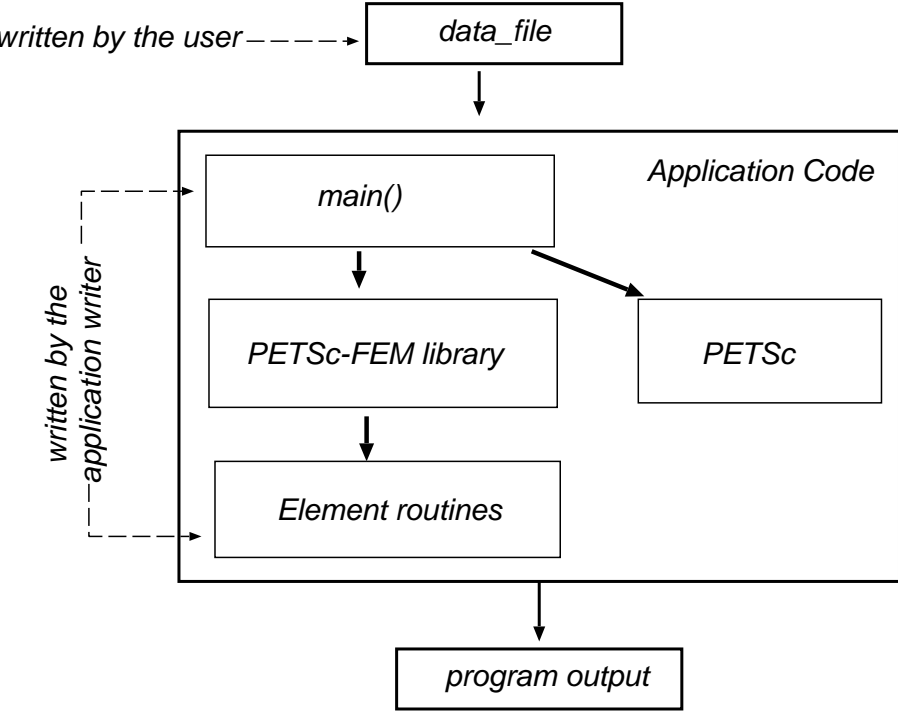 written by the user
data_file
Application Code
main()
written by the
application writer
PETSc-FEM library
PETSc
Element routines
program output